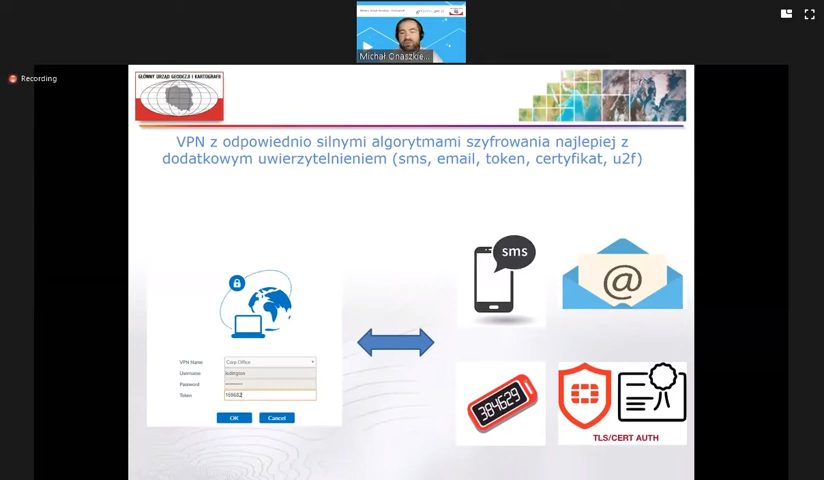 Michał Onaszkie...
Recording
GŁÓWNY URZĄD GEODEZJI I KARTOGRAFII
VPN z odpowiednio silnymi algorytmami szyfrowania najlepiej z
dodatkowym uwierzytelnieniem (sms, email, token, certyfikat, u2f)
sms
@
VPN Name
Corp Office
Username
Password
Token
OK
Cancel
384629
TLS/CERT AUTH